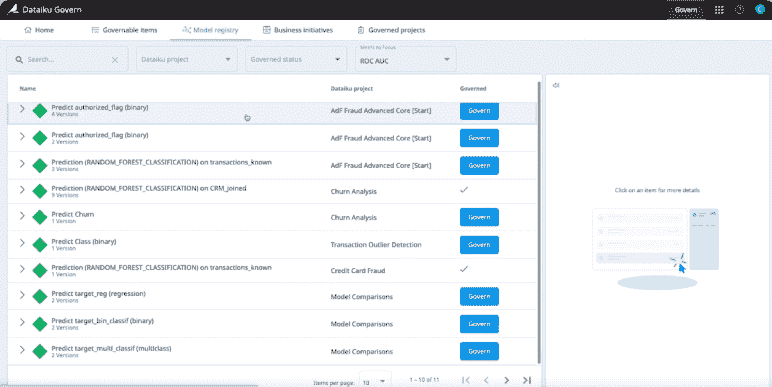 Dataiku Govern
Govern
Home
Governable items
Model registry
Business initiatives
Governed projects
Search...
Dataiku project
Governed status
Metric to focus
ROC AUC
Name
Dataiku project
Governed
Predict authorized_flag (binary)
4 Versions
AdF Fraud Advanced Core [Start]
Govern
Predict authorized_flag (binary)
2 Versions
AdF Fraud Advanced Core [Start]
Govern
Prediction (RANDOM_FOREST_CLASSIFICATION) on transactions_known
3 Versions
AdF Fraud Advanced Core [Start]
Govern
Prediction (RANDOM_FOREST_CLASSIFICATION) on CRM_joined
9 Versions
Churn Analysis
Predict Churn
1 Version
Churn Analysis
Govern
Predict Class (binary)
1 Version
Transaction Outlier Detection
Govern
Prediction (RANDOM_FOREST_CLASSIFICATION) on transactions_known
1 Version
Credit Card Fraud
Predict target_reg (regression)
2 Versions
Model Comparisons
Govern
Predict target_bin_classif (binary)
2 Versions
Model Comparisons
Govern
Predict target_multi_classif (multiclass)
2 Versions
Model Comparisons
Govern
Items per page: 10
1 – 10 of 11
Click on an item for more details